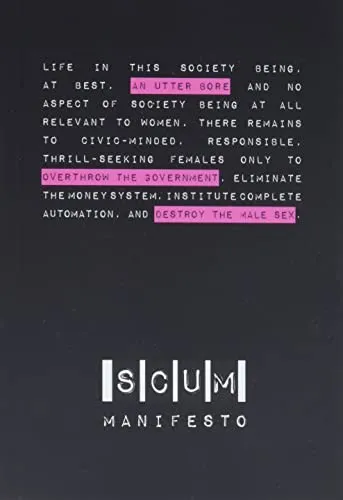 LIFE IN THIS SOCIETY BEING,
AT BEST, AN UTTER BORE AND NO
ASPECT OF SOCIETY BEING AT ALL
RELEVANT TO WOMEN, THERE REMAINS
TO CIVIC-MINDED, RESPONSIBLE,
THRILL-SEEKING FEMALES ONLY TO
OVERTHROW THE GOVERNMENT, ELIMINATE
THE MONEY SYSTEM, INSTITUTE COMPLETE
AUTOMATION, AND DESTROY THE MALE SEX.
|S|C|U|M|
MANIFESTO